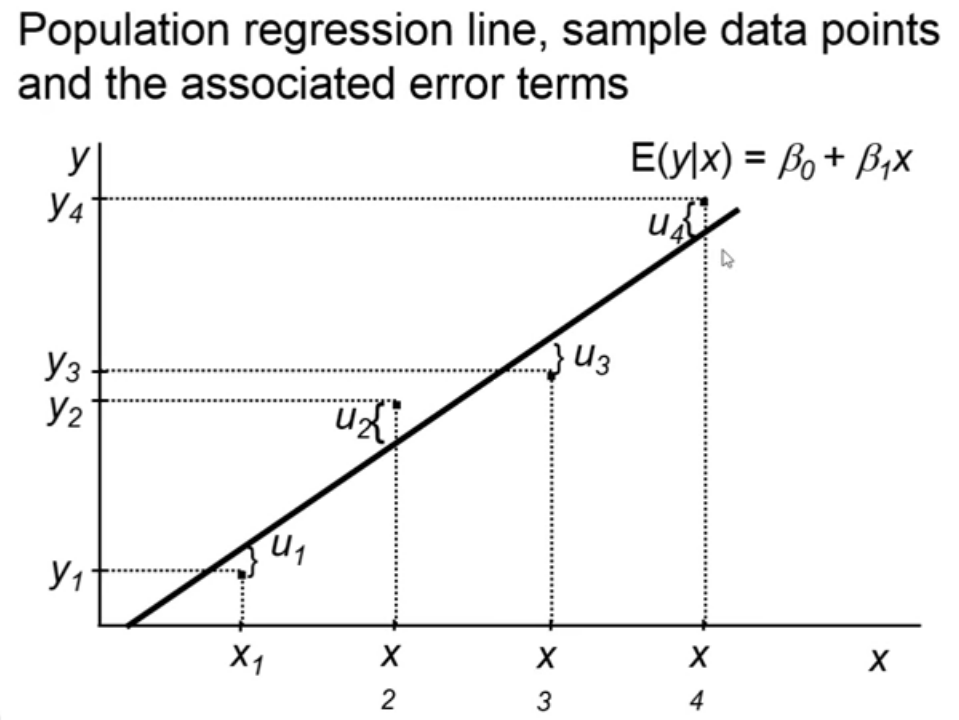 Population regression line, sample data points
and the associated error terms
y
E(y|x) = β₀ + β₁x
y₄
u₄{
y₃
} u₃
y₂
u₂{
} u₁
y₁
x₁ x x x x
2 3 4